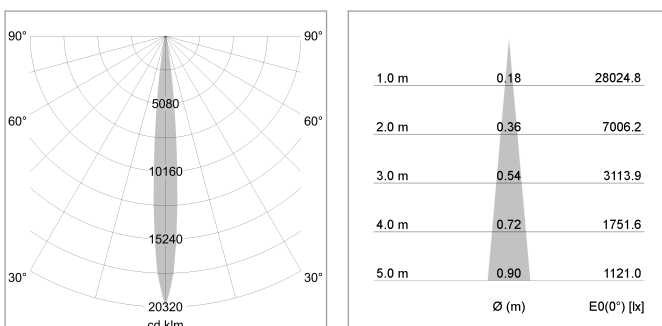 90° 90°
5080
60° 60°
10160
15240
30° 30°
20320
cd klm
1.0 m 0.18 28024.8
2.0 m 0.36 7006.2
3.0 m 0.54 3113.9
4.0 m 0.72 1751.6
5.0 m 0.90 1121.0
Ø (m) E0(0°) [lx]